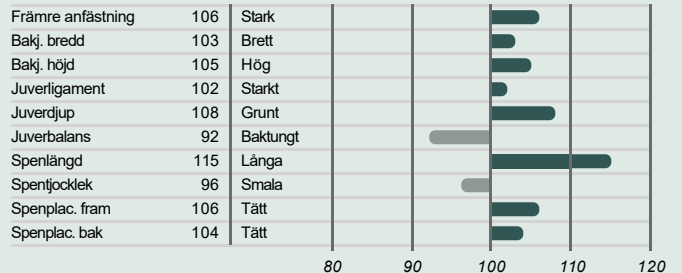 Främre anfästning 106 Stark
Bakj. bredd 103 Brett
Bakj. höjd 105 Hög
Juverligament 102 Starkt
Juverdjup 108 Grunt
Juverbalans 92 Baktungt
Spenlängd 115 Långa
Spentjocklek 96 Smala
Spenplac. fram 106 Tätt
Spenplac. bak 104 Tätt
80 90 100 110 120